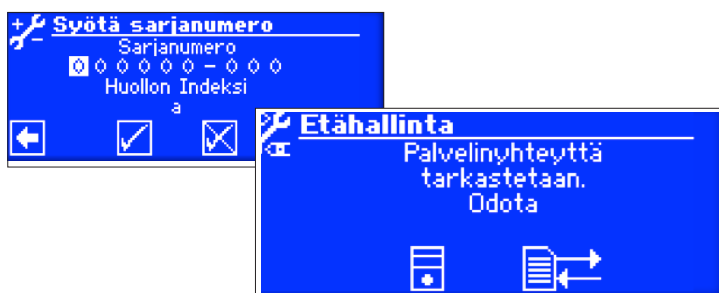 Syötä sarjanumero
Sarjanumero
0 0 0 0 0 0 - 0 0 0
Huollon Indeksi
a
Etähallinta
Palvelinyhteyttä
tarkastetaan.
Odota